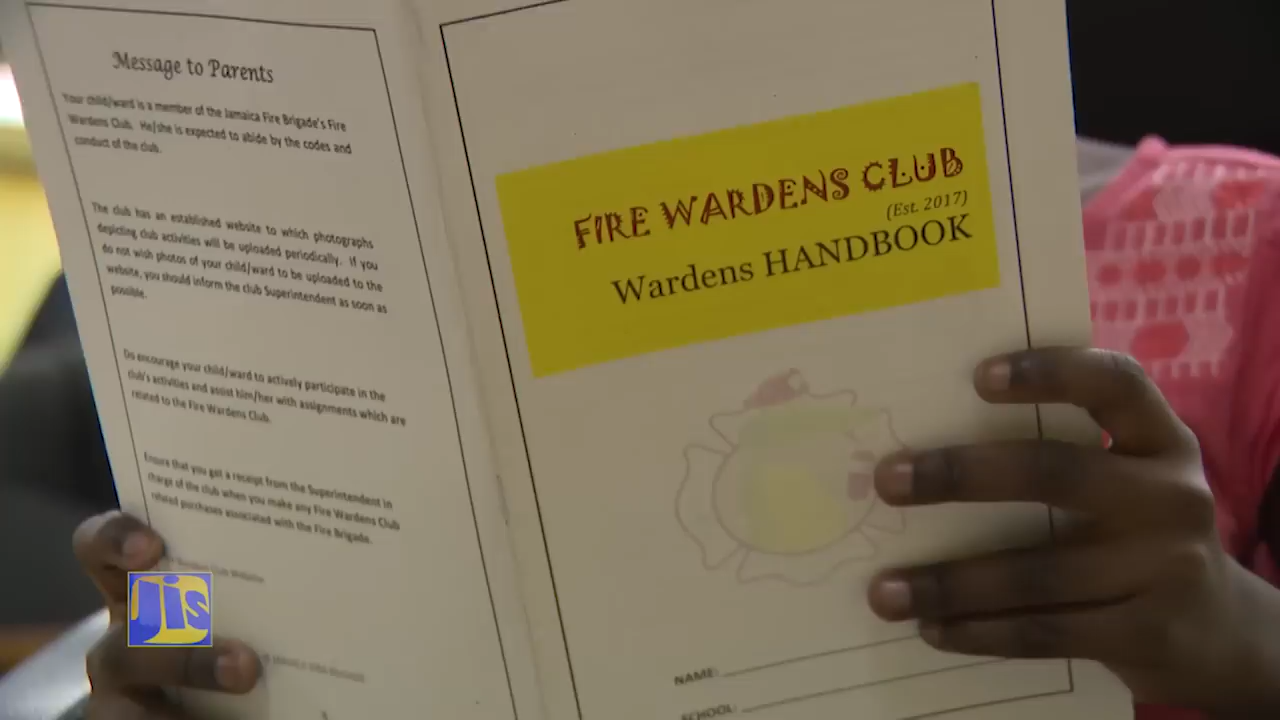 Message to Parents
Your child/ward is a member of the Jamaica Fire Brigade's Fire
Wardens Club. He/she is expected to abide by the codes and
conduct of the club.
The club has an established website to which photographs
depicting club activities will be uploaded periodically. If you
do not wish photos of your child/ward to be uploaded to the
website, you should inform the club Superintendent as soon as
possible.
Do encourage your child/ward to actively participate in the
club's activities and assist him/her with assignments which are
related to the Fire Wardens Club.
Ensure that you get a receipt from the Superintendent in
charge of the club when you make any Fire Wardens Club
related purchases associated with the Fire Brigade.
Club Website
FIRE WARDENS CLUB
(Est. 2017)
Wardens HANDBOOK
NAME:
SCHOOL:
Jis